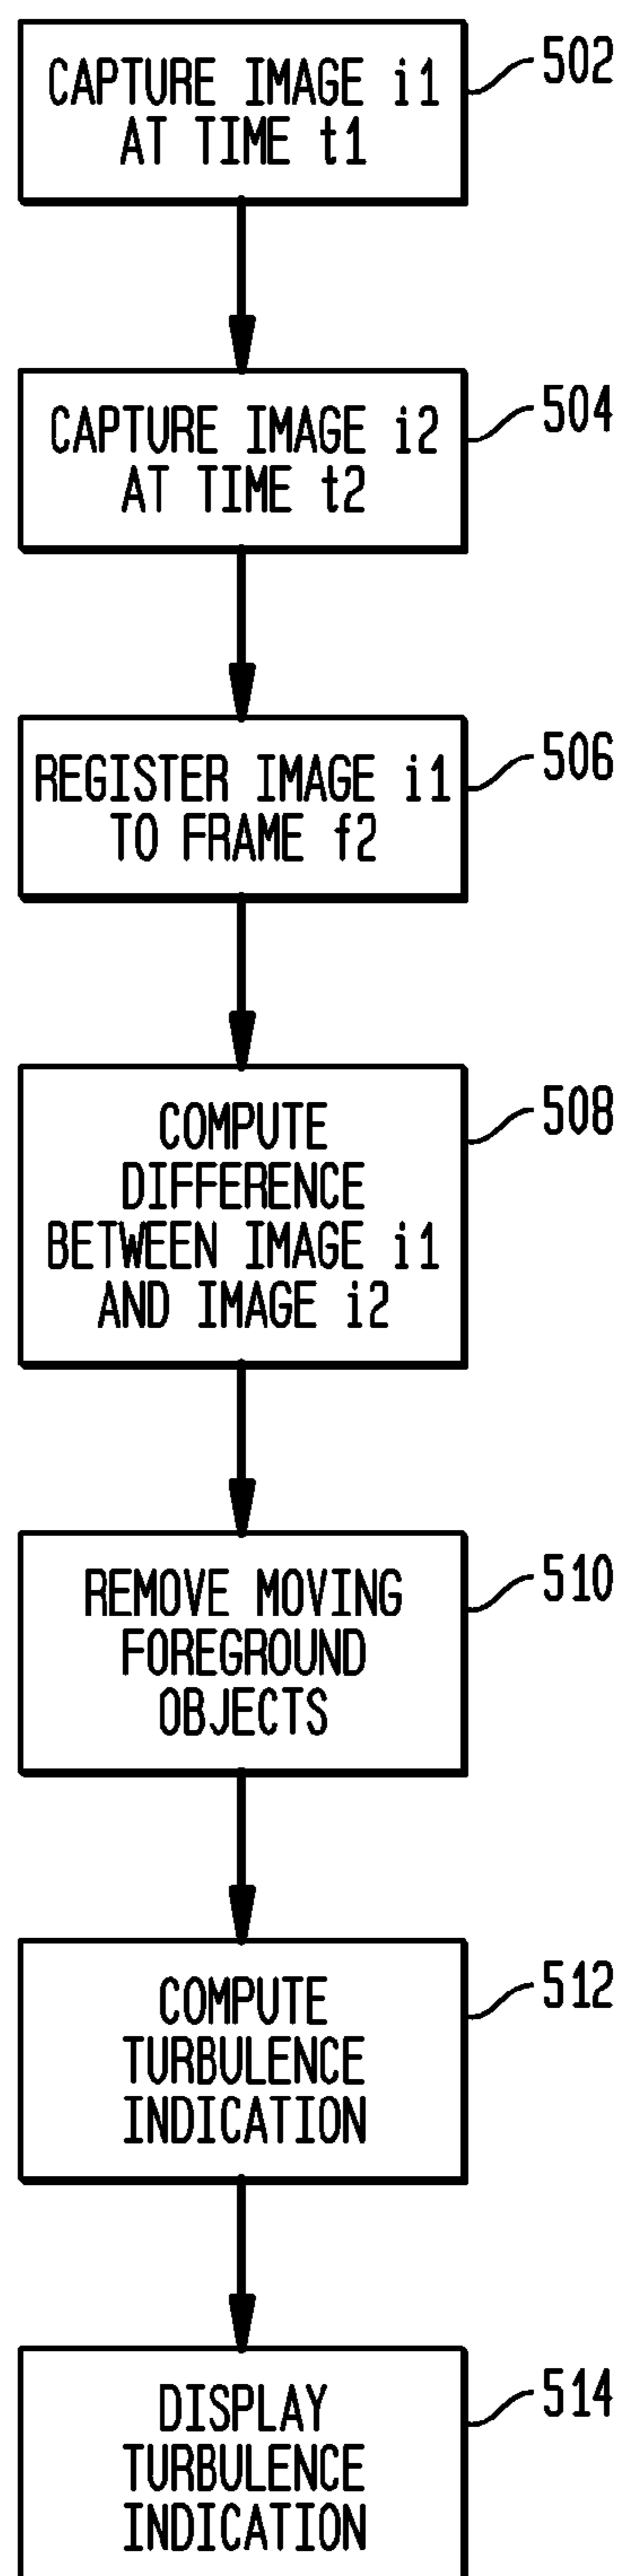 CAPTURE IMAGE i1
AT TIME t1
502
CAPTURE IMAGE i2
AT TIME t2
504
REGISTER IMAGE i1
TO FRAME f2
506
COMPUTE
DIFFERENCE
BETWEEN IMAGE i1
AND IMAGE i2
508
REMOVE MOVING
FOREGROUND
OBJECTS
510
COMPUTE
TURBULENCE
INDICATION
512
DISPLAY
TURBULENCE
INDICATION
514